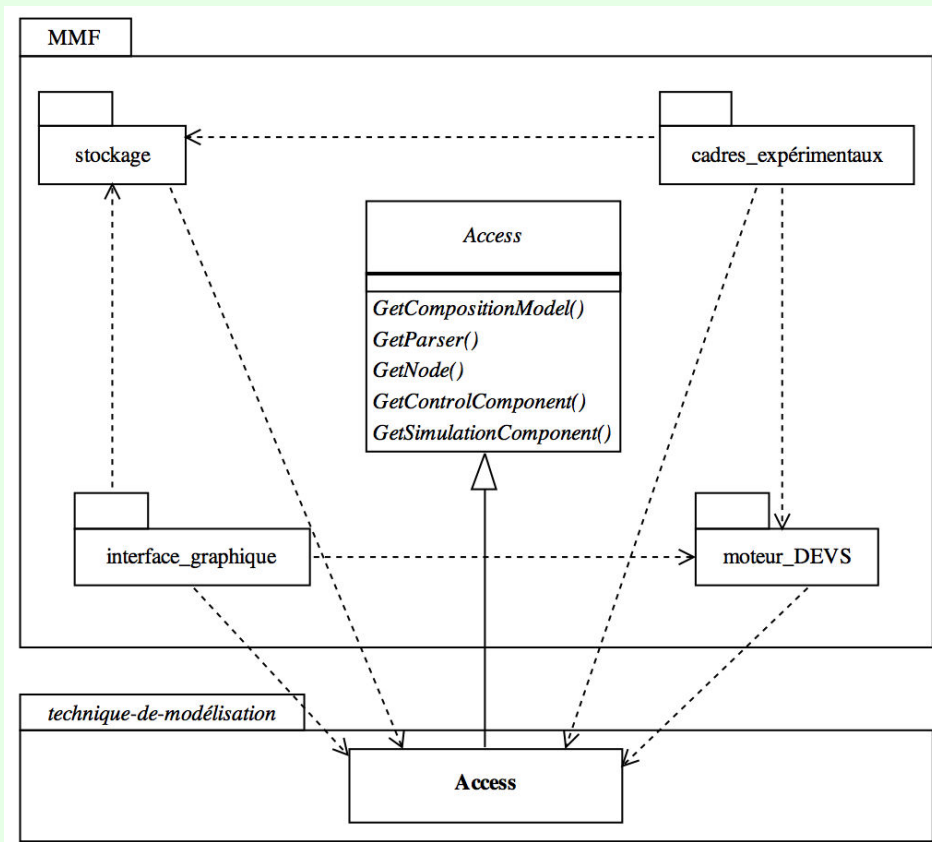 MMF
stockage
cadres_expérimentaux
Access
GetCompositionModel()
GetParser()
GetNode()
GetControlComponent()
GetSimulationComponent()
interface_graphique
moteur_DEVS
technique-de-modélisation
Access